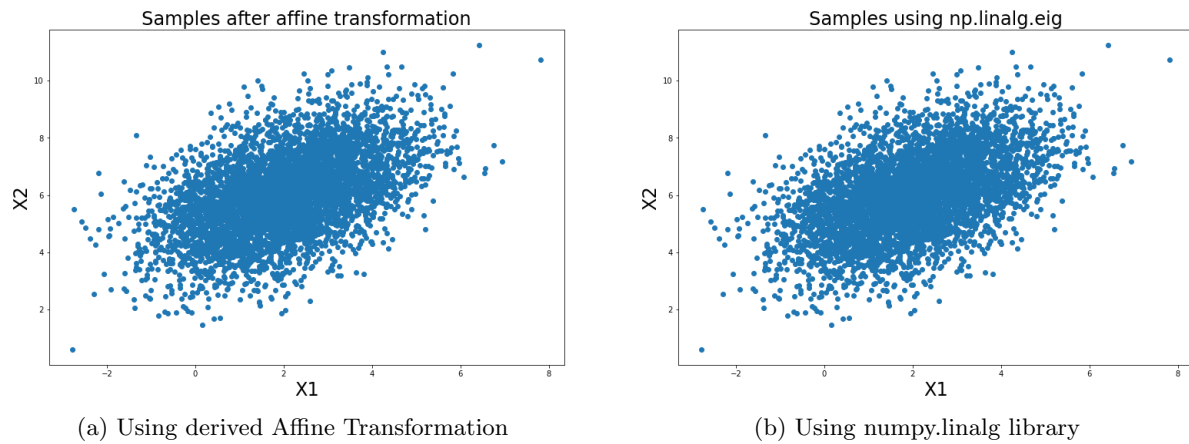 Samples after affine transformation
X2
10
8
6
4
2
−2
0
2
4
6
8
X1
(a) Using derived Affine Transformation
Samples using np.linalg.eig
X2
10
8
6
4
2
−2
0
2
4
6
8
X1
(b) Using numpy.linalg library